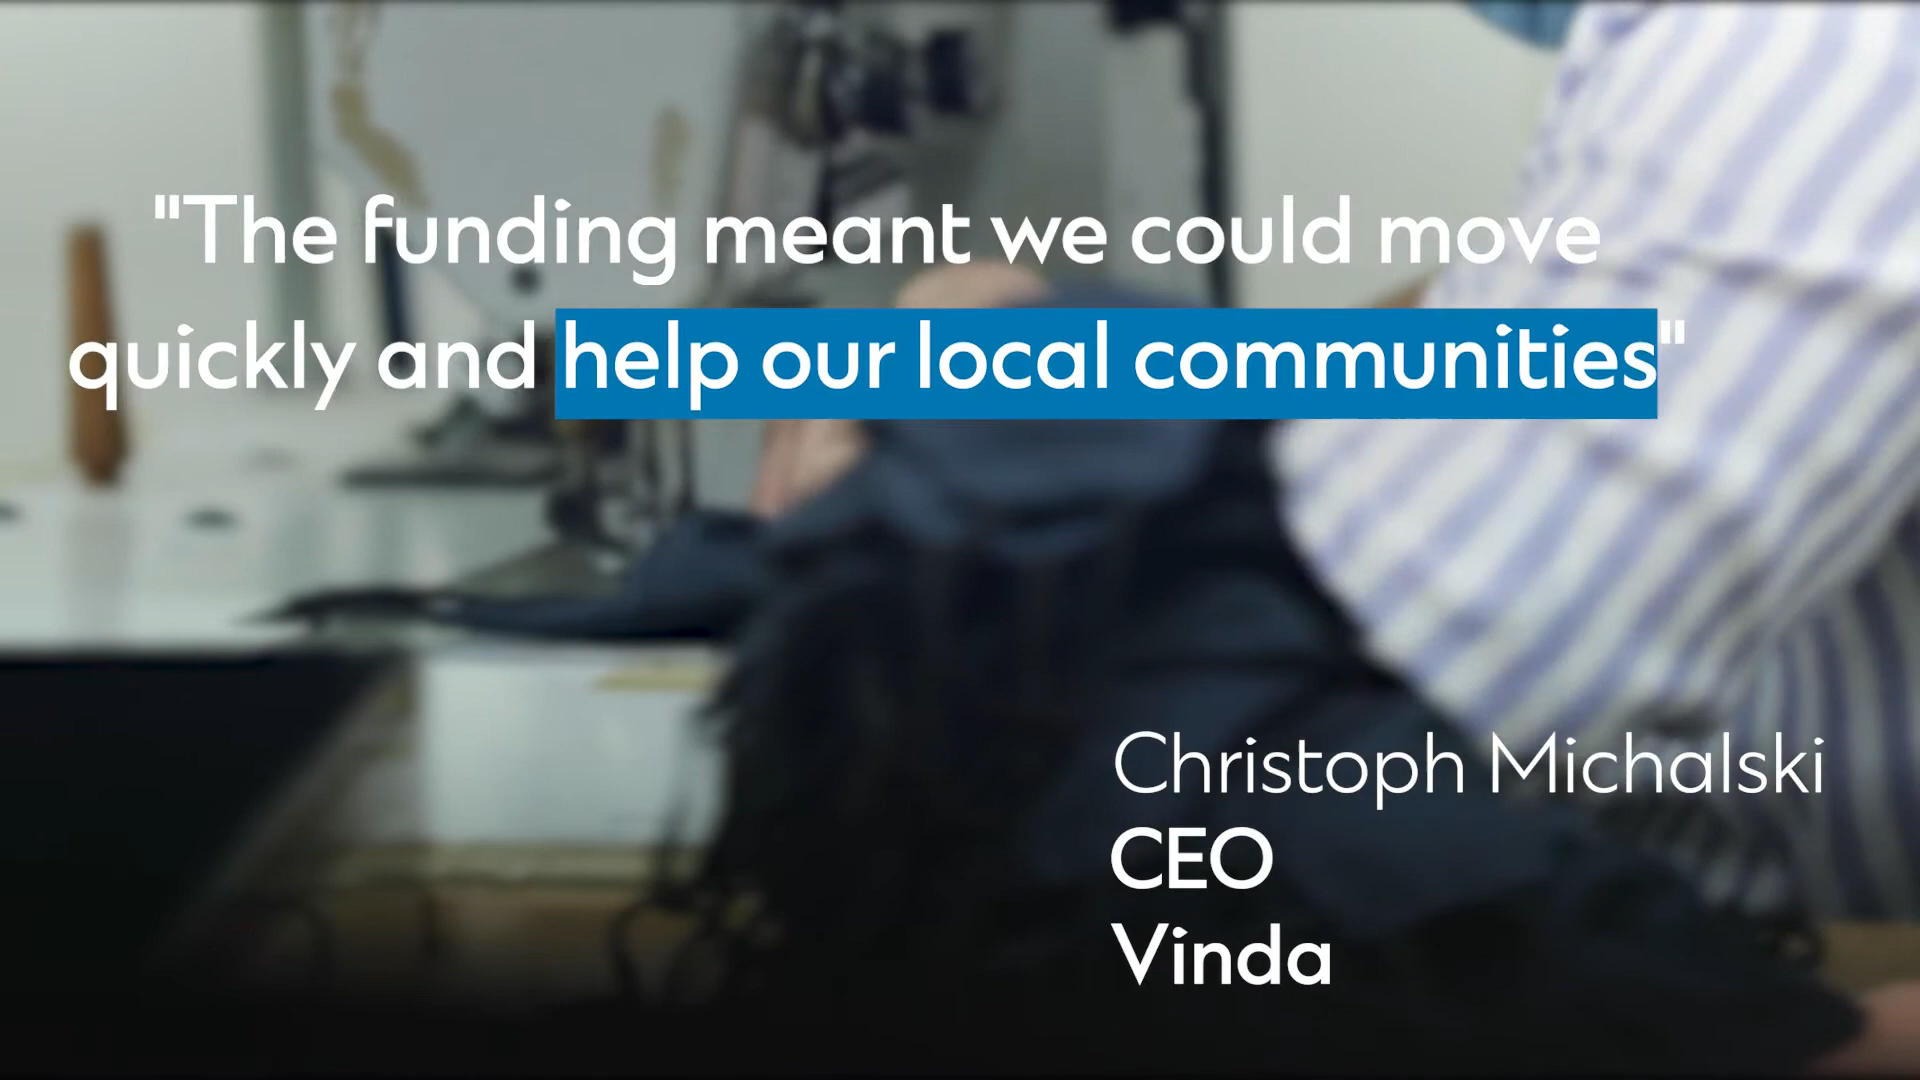 "The funding meant we could move
quickly and help our local communities"
Christoph Michalski
CEO
Vinda